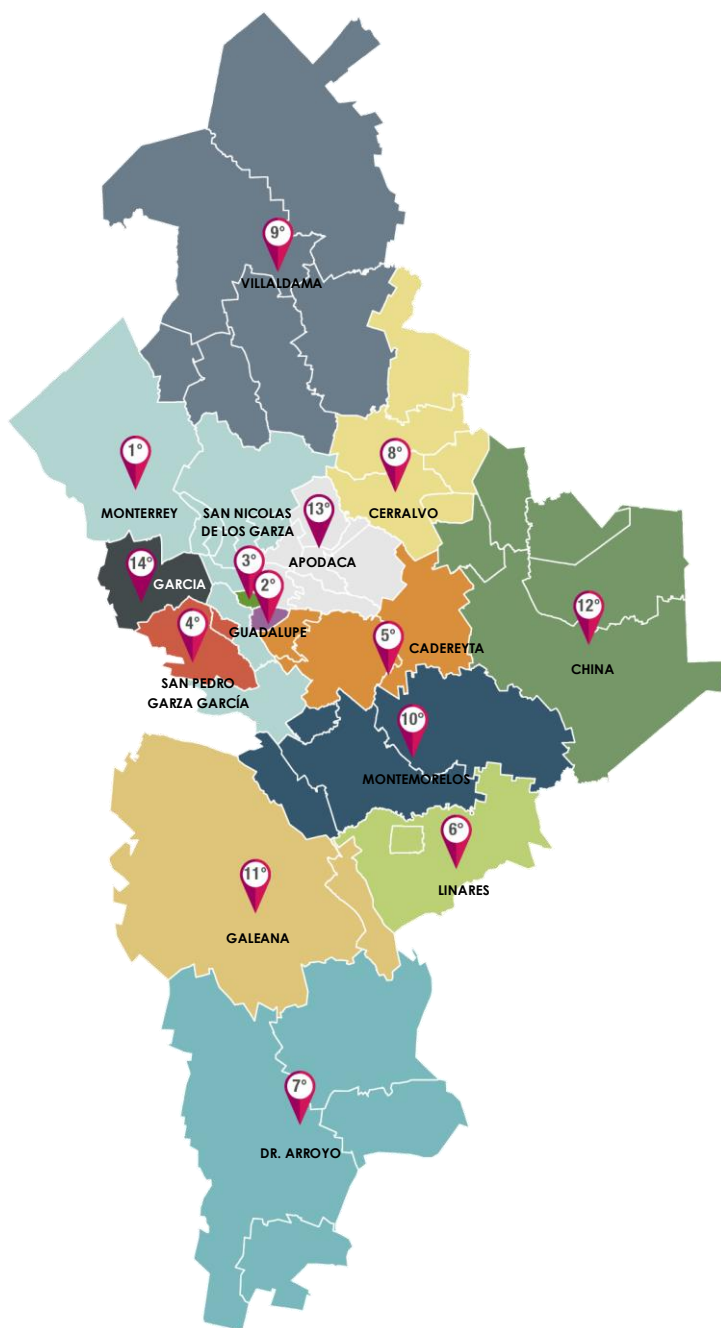 9°
VILLALDAMA
1°
MONTERREY
8°
CERRALVO
SAN NICOLAS
DE LOS GARZA
13°
APODACA
14°
GARCIA
3°
2°
GUADALUPE
4°
SAN PEDRO
GARZA GARCÍA
5°
CADEREYTA
12°
CHINA
10°
MONTEMORELOS
6°
LINARES
11°
GALEANA
7°
DR. ARROYO